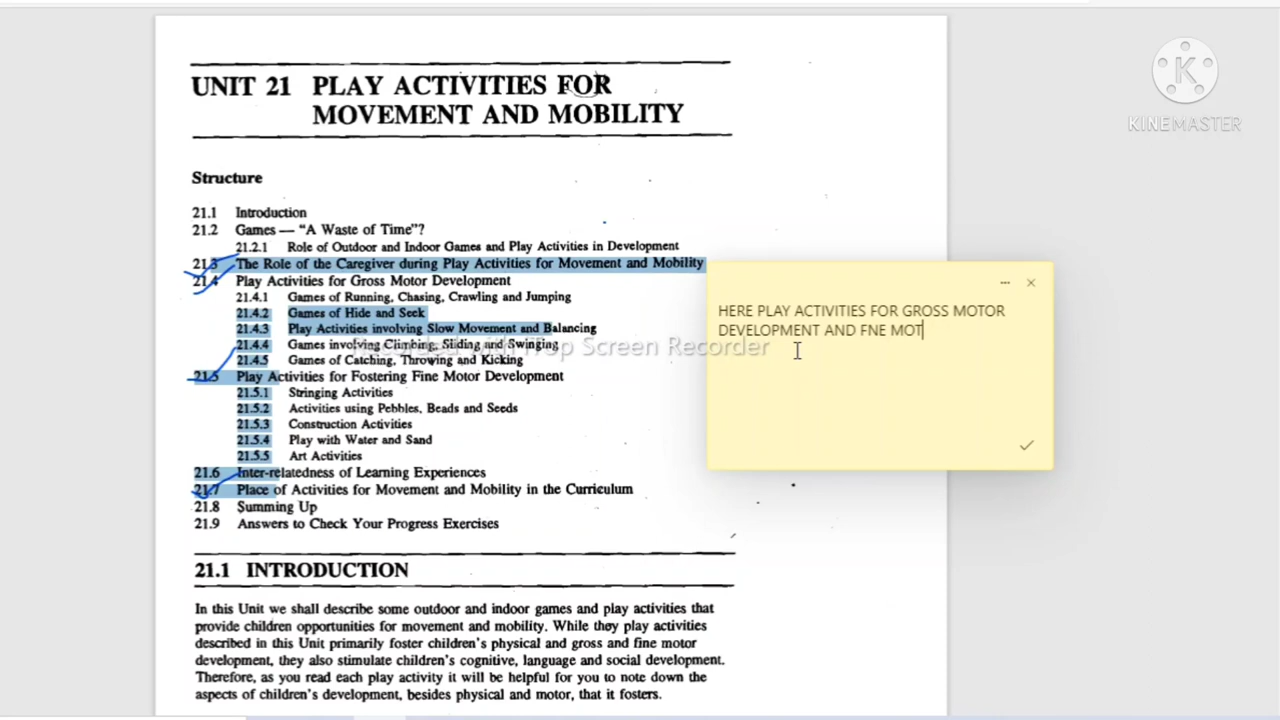 UNIT 21 PLAY ACTIVITIES FOR
MOVEMENT AND MOBILITY
Structure
21.1 Introduction
21.2 Games — “A Waste of Time”?
21.2.1 Role of Outdoor and Indoor Games and Play Activities in Development
21.3 The Role of the Caregiver during Play Activities for Movement and Mobility
21.4 Play Activities for Gross Motor Development
21.4.1 Games of Running, Chasing, Crawling and Jumping
21.4.2 Games of Hide and Seek
21.4.3 Play Activities involving Slow Movement and Balancing
21.4.4 Games involving Climbing, Sliding and Swinging
21.4.5 Games of Catching, Throwing and Kicking
21.5 Play Activities for Fostering Fine Motor Development
21.5.1 Stringing Activities
21.5.2 Activities using Pebbles, Beads and Seeds
21.5.3 Construction Activities
21.5.4 Play with Water and Sand
21.5.5 Art Activities
21.6 Inter-relatedness of Learning Experiences
21.7 Place of Activities for Movement and Mobility in the Curriculum
21.8 Summing Up
21.9 Answers to Check Your Progress Exercises
21.1 INTRODUCTION
In this Unit we shall describe some outdoor and indoor games and play activities that
provide children opportunities for movement and mobility. While they play activities
described in this Unit primarily foster children's physical and gross and fine motor
development, they also stimulate children's cognitive, language and social development.
Therefore, as you read each play activity it will be helpful for you to note down the
aspects of children's development, besides physical and motor, that it fosters.
HERE PLAY ACTIVITIES FOR GROSS MOTOR
DEVELOPMENT AND FNE MOT
Screen Recorder
K
KINEMASTER